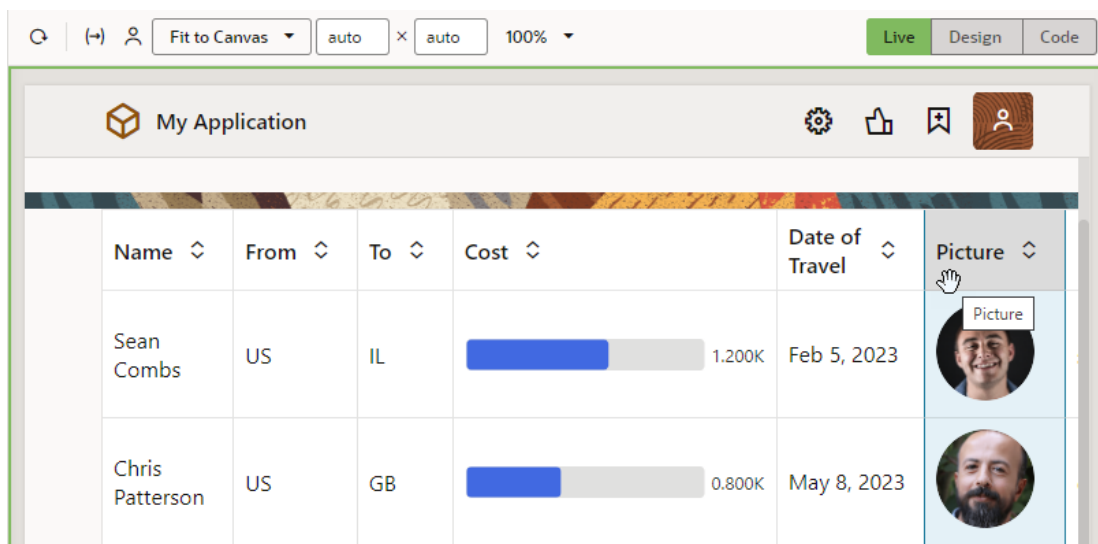 Fit to Canvas auto × auto 100% Live Design Code
My Application
Name From To Cost Date of Travel Picture
Picture
Sean Combs US IL 1.200K Feb 5, 2023
Chris Patterson US GB 0.800K May 8, 2023